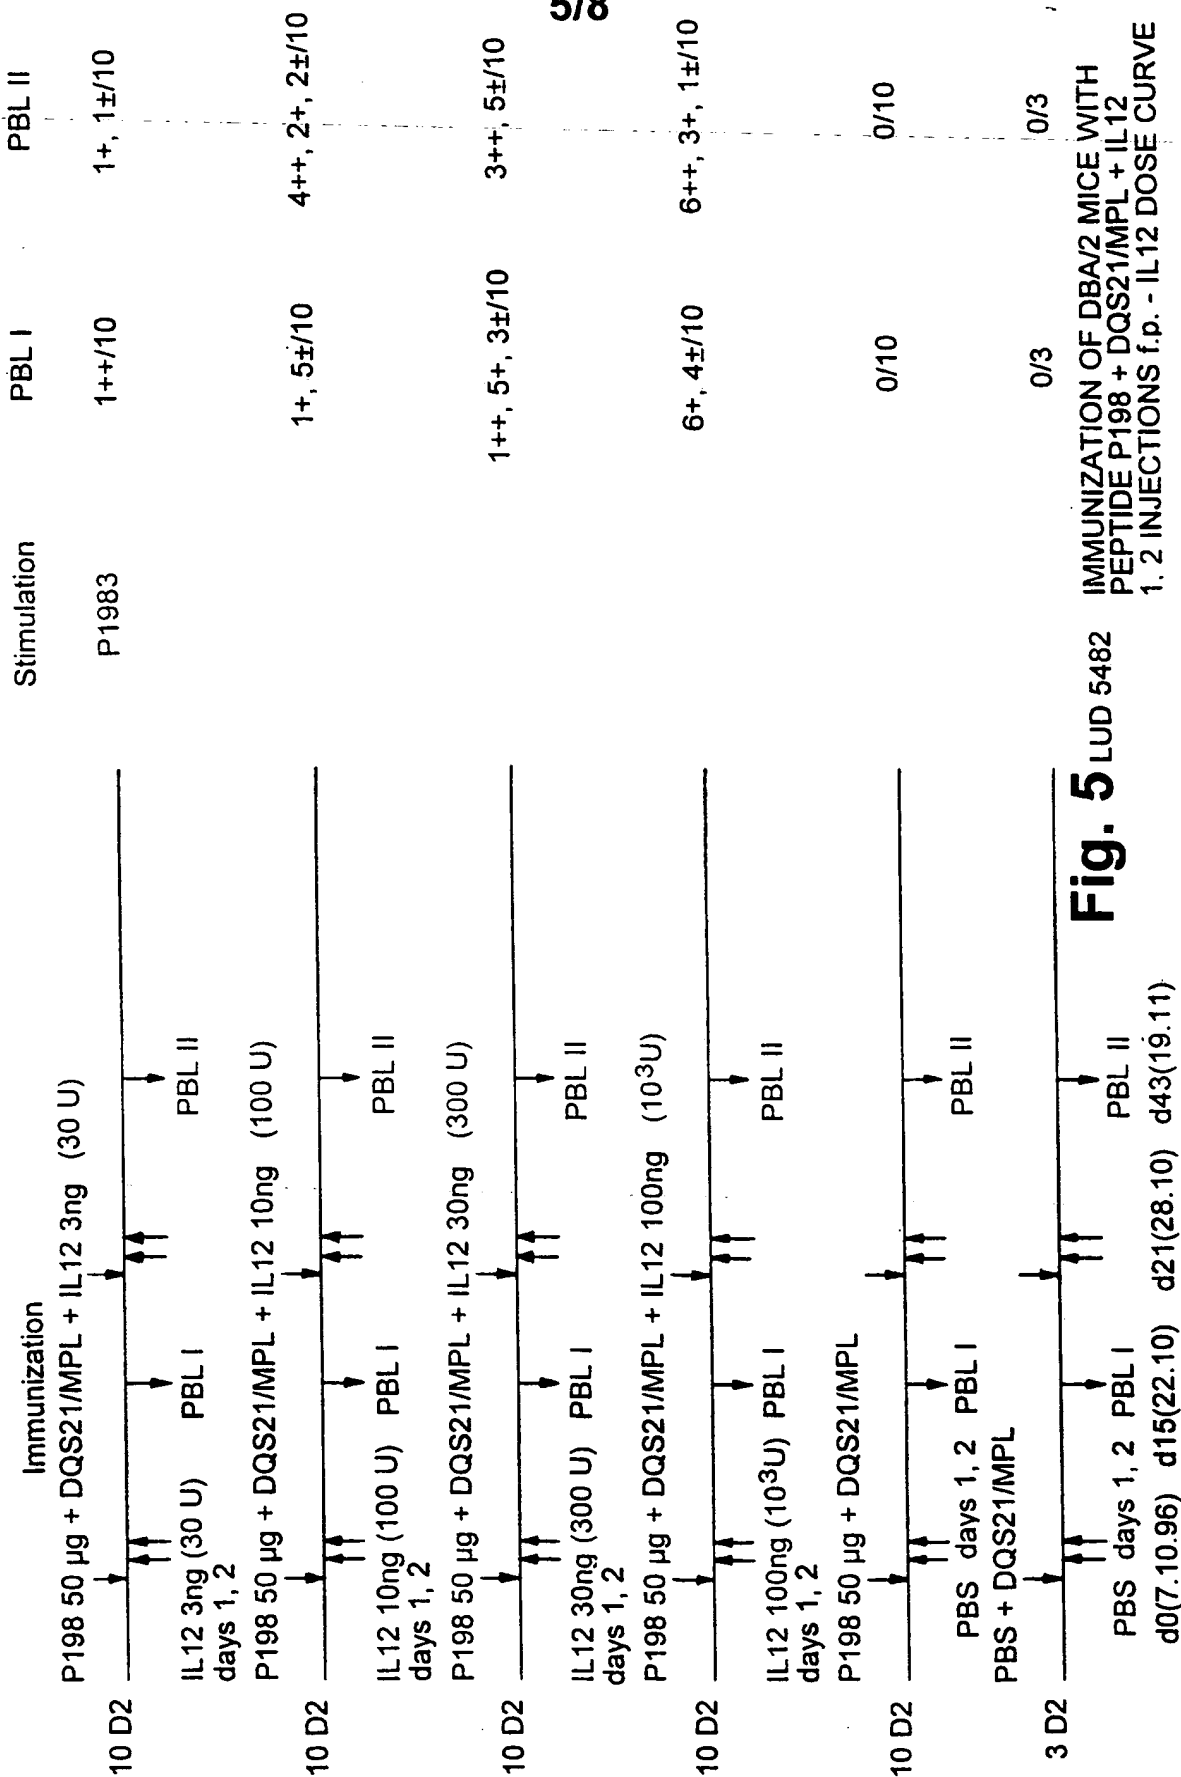 5/8
Immunization
Stimulation
PBL I
PBL II
P198 50 µg + DQS21/MPL + IL12 3ng (30 U)
10 D2
P1983
1++/10
1+, 1±/10
IL12 3ng (30 U) PBL I
PBL II
days 1, 2
P198 50 µg + DQS21/MPL + IL12 10ng (100 U)
10 D2
1+, 5±/10
4++, 2+, 2±/10
IL12 10ng (100 U) PBL I
PBL II
days 1, 2
P198 50 µg + DQS21/MPL + IL12 30ng (300 U)
10 D2
1++, 5+, 3±/10
3++, 5±/10
IL12 30ng (300 U) PBL I
PBL II
days 1, 2
P198 50 µg + DQS21/MPL + IL12 100ng (10³U)
10 D2
6+, 4±/10
6++, 3+, 1±/10
IL12 100ng (10³U) PBL I
PBL II
days 1, 2
P198 50 µg + DQS21/MPL
10 D2
0/10
0/10
PBS days 1, 2 PBL I
PBL II
PBS + DQS21/MPL
3 D2
0/3
0/3
PBS days 1, 2 PBL I
PBL II
d0(7.10.96) d15(22.10) d21(28.10) d43(19.11)
Fig. 5
LUD 5482
IMMUNIZATION OF DBA/2 MICE WITH
PEPTIDE P198 + DQS21/MPL + IL12
1, 2 INJECTIONS f.p. - IL12 DOSE CURVE